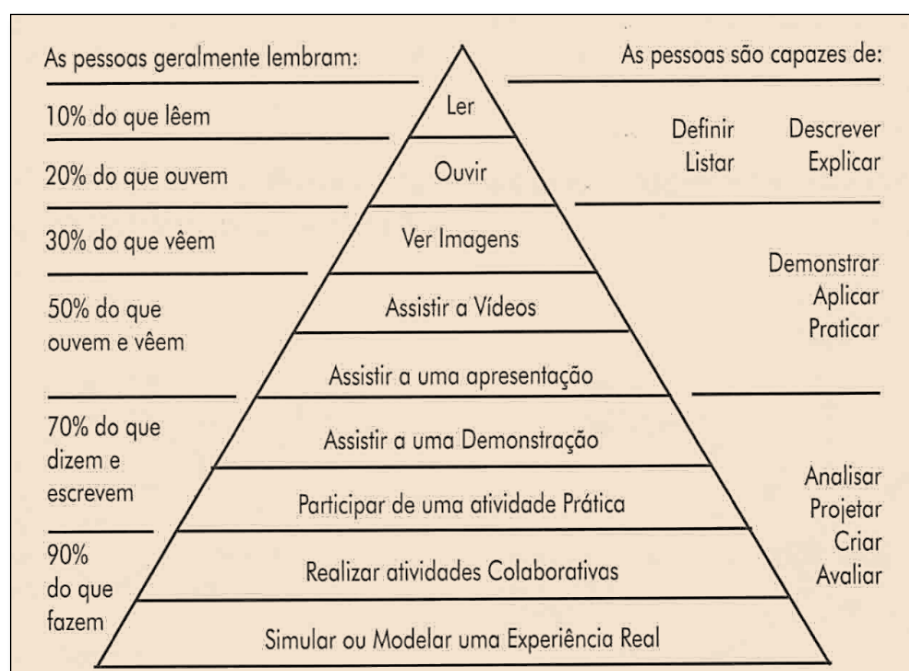 As pessoas geralmente lembram:
10% do que lêem
20% do que ouvem
30% do que vêem
50% do que
ouvem e vêem
70% do que
dizem e
escrevem
90%
do que
fazem
Ler
Ouvir
Ver Imagens
Assistir a Vídeos
Assistir a uma apresentação
Assistir a uma Demonstração
Participar de uma atividade Prática
Realizar atividades Colaborativas
Simular ou Modelar uma Experiência Real
As pessoas são capazes de:
Definir Descrever
Listar Explicar
Demonstrar
Aplicar
Praticar
Analisar
Projetar
Criar
Avaliar